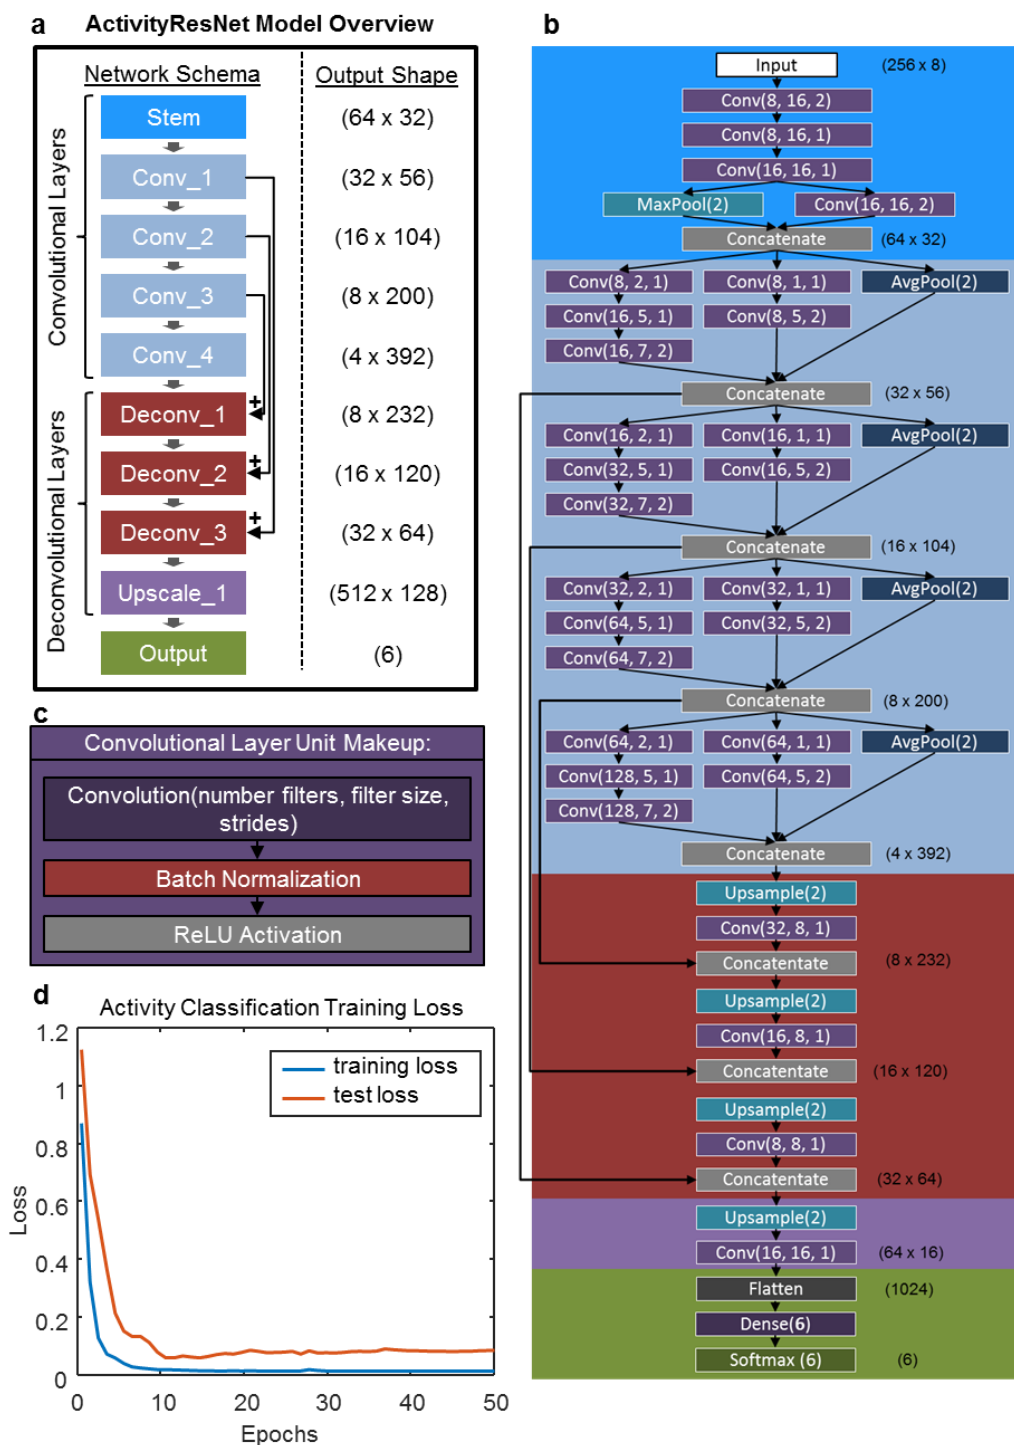 a
ActivityResNet Model Overview
Network Schema
Output Shape
Convolutional Layers
Deconvolutional Layers
Stem
(64 x 32)
Conv_1
(32 x 56)
Conv_2
(16 x 104)
Conv_3
(8 x 200)
Conv_4
(4 x 392)
Deconv_1
+
(8 x 232)
Deconv_2
+
(16 x 120)
Deconv_3
+
(32 x 64)
Upscale_1
(512 x 128)
Output
(6)
b
Input
(256 x 8)
Conv(8, 16, 2)
Conv(8, 16, 1)
Conv(16, 16, 1)
MaxPool(2)
Conv(16, 16, 2)
Concatenate
(64 x 32)
Conv(8, 2, 1)
Conv(8, 1, 1)
AvgPool(2)
Conv(16, 5, 1)
Conv(8, 5, 2)
Conv(16, 7, 2)
Concatenate
(32 x 56)
Conv(16, 2, 1)
Conv(16, 1, 1)
AvgPool(2)
Conv(32, 5, 1)
Conv(16, 5, 2)
Conv(32, 7, 2)
Concatenate
(16 x 104)
Conv(32, 2, 1)
Conv(32, 1, 1)
AvgPool(2)
Conv(64, 5, 1)
Conv(32, 5, 2)
Conv(64, 7, 2)
Concatenate
(8 x 200)
Conv(64, 2, 1)
Conv(64, 1, 1)
AvgPool(2)
Conv(128, 5, 1)
Conv(64, 5, 2)
Conv(128, 7, 2)
Concatenate
(4 x 392)
Upsample(2)
Conv(32, 8, 1)
Concatentate
(8 x 232)
Upsample(2)
Conv(16, 8, 1)
Concatentate
(16 x 120)
Upsample(2)
Conv(8, 8, 1)
Concatentate
(32 x 64)
Upsample(2)
Conv(16, 16, 1)
(64 x 16)
Flatten
(1024)
Dense(6)
Softmax (6)
(6)
c
Convolutional Layer Unit Makeup:
Convolution(number filters, filter size,
strides)
Batch Normalization
ReLU Activation
d
Activity Classification Training Loss
training loss
test loss
Loss
1.2
1
0.8
0.6
0.4
0.2
0
0
10
20
30
40
50
Epochs